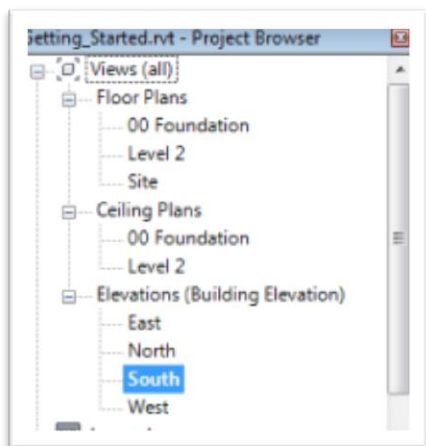 Getting_Started.rvt - Project Browser
Views (all)
Floor Plans
00 Foundation
Level 2
Site
Ceiling Plans
00 Foundation
Level 2
Elevations (Building Elevation)
East
North
South
West